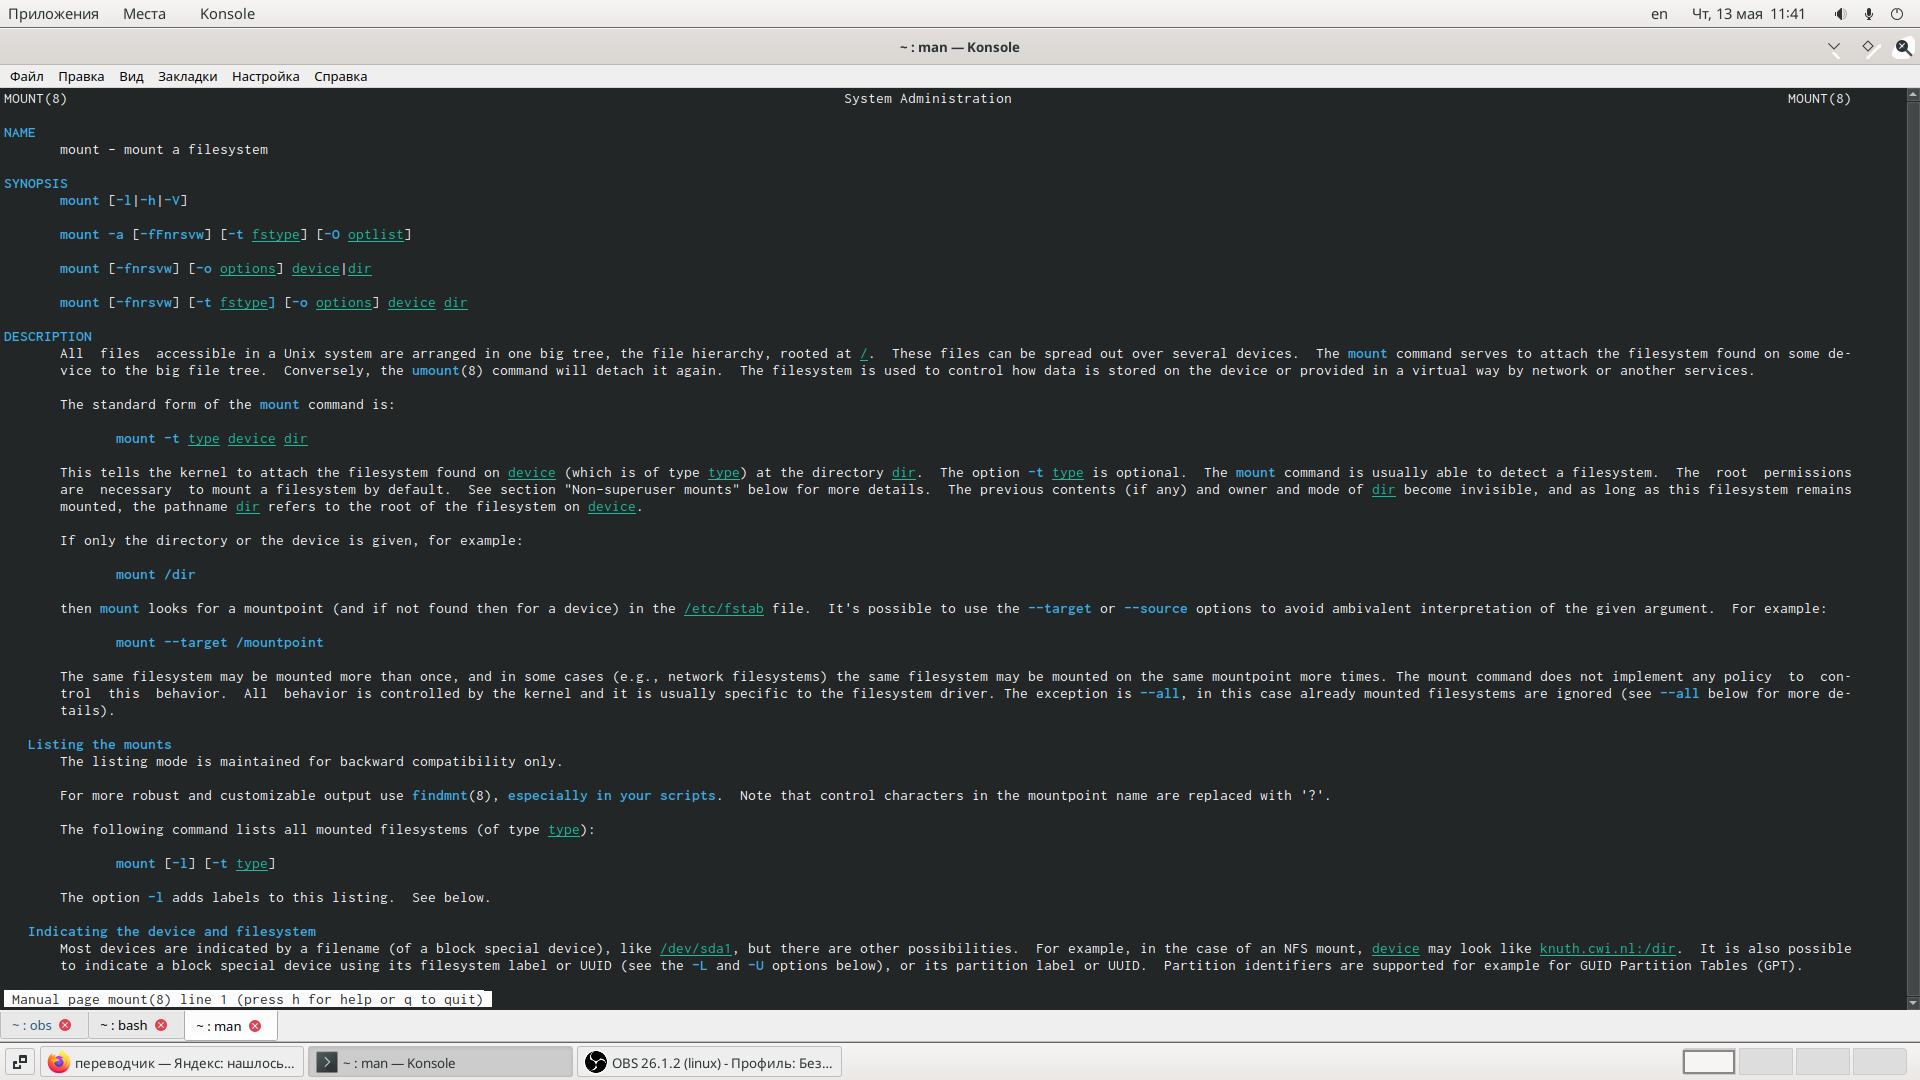 Приложения Места Konsole en Чт, 13 мая 11:41
~ : man — Konsole
Файл Правка Вид Закладки Настройка Справка
MOUNT(8) System Administration MOUNT(8)
NAME
mount - mount a filesystem
SYNOPSIS
mount [-l|-h|-V]
mount -a [-fFnrsvw] [-t fstype] [-O optlist]
mount [-fnrsvw] [-o options] device|dir
mount [-fnrsvw] [-t fstype] [-o options] device dir
DESCRIPTION
All files accessible in a Unix system are arranged in one big tree, the file hierarchy, rooted at /. These files can be spread out over several devices. The mount command serves to attach the filesystem found on some de-
vice to the big file tree. Conversely, the umount(8) command will detach it again. The filesystem is used to control how data is stored on the device or provided in a virtual way by network or another services.
The standard form of the mount command is:
mount -t type device dir
This tells the kernel to attach the filesystem found on device (which is of type type) at the directory dir. The option -t type is optional. The mount command is usually able to detect a filesystem. The root permissions
are necessary to mount a filesystem by default. See section "Non-superuser mounts" below for more details. The previous contents (if any) and owner and mode of dir become invisible, and as long as this filesystem remains
mounted, the pathname dir refers to the root of the filesystem on device.
If only the directory or the device is given, for example:
mount /dir
then mount looks for a mountpoint (and if not found then for a device) in the /etc/fstab file. It's possible to use the --target or --source options to avoid ambivalent interpretation of the given argument. For example:
mount --target /mountpoint
The same filesystem may be mounted more than once, and in some cases (e.g., network filesystems) the same filesystem may be mounted on the same mountpoint more times. The mount command does not implement any policy to con-
trol this behavior. All behavior is controlled by the kernel and it is usually specific to the filesystem driver. The exception is --all, in this case already mounted filesystems are ignored (see --all below for more de-
tails).
Listing the mounts
The listing mode is maintained for backward compatibility only.
For more robust and customizable output use findmnt(8), especially in your scripts. Note that control characters in the mountpoint name are replaced with '?'.
The following command lists all mounted filesystems (of type type):
mount [-l] [-t type]
The option -l adds labels to this listing. See below.
Indicating the device and filesystem
Most devices are indicated by a filename (of a block special device), like /dev/sda1, but there are other possibilities. For example, in the case of an NFS mount, device may look like knuth.cwi.nl:/dir. It is also possible
to indicate a block special device using its filesystem label or UUID (see the -L and -U options below), or its partition label or UUID. Partition identifiers are supported for example for GUID Partition Tables (GPT).
Manual page mount(8) line 1 (press h for help or q to quit)
~ : obs ~ : bash ~ : man
переводчик — Яндекс: нашлось... ~ : man — Konsole OBS 26.1.2 (linux) - Профиль: Без...